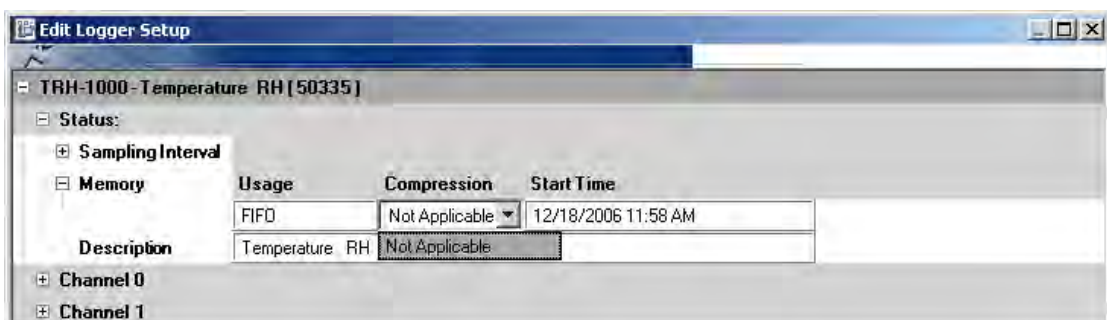 Edit Logger Setup
TRH-1000 - Temperature RH [ 50335 ]
Status:
Sampling Interval
Memory Usage Compression Start Time
FIFO Not Applicable 12/18/2006 11:58 AM
Description Temperature RH Not Applicable
Channel 0
Channel 1